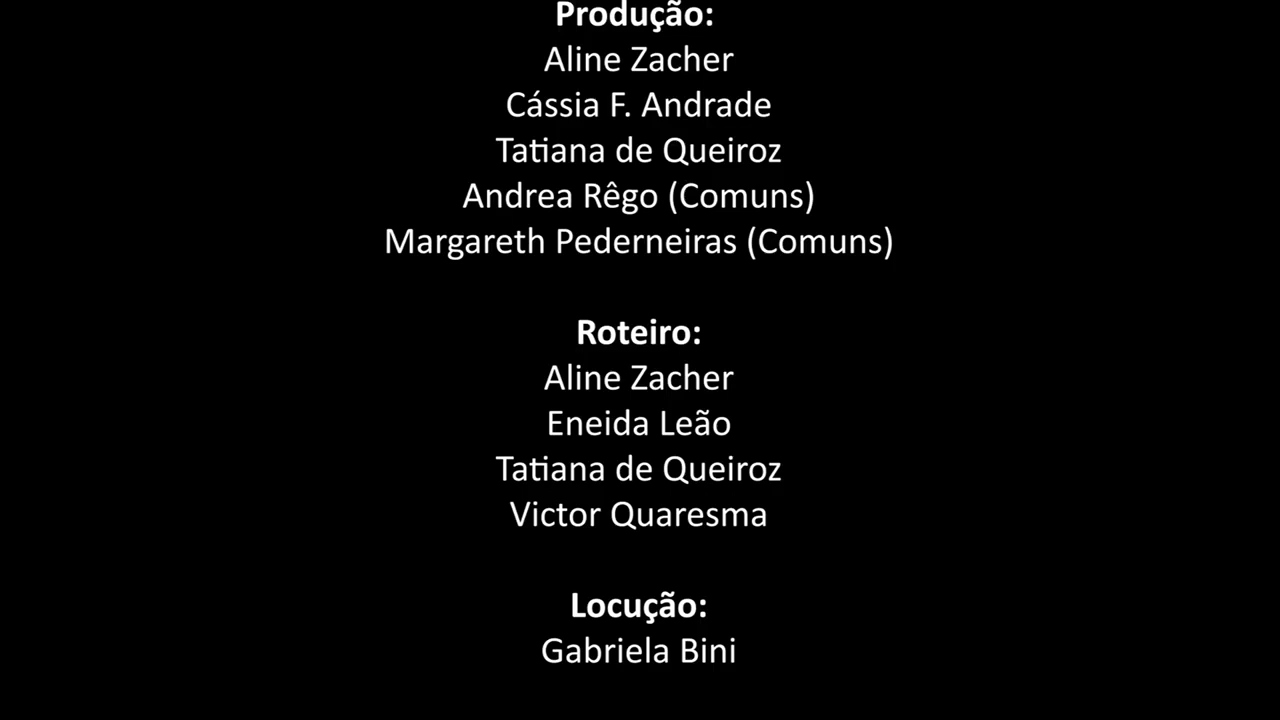 Produção:
Aline Zacher
Cássia F. Andrade
Tatiana de Queiroz
Andrea Rêgo (Comuns)
Margareth Pederneiras (Comuns)
Roteiro:
Aline Zacher
Eneida Leão
Tatiana de Queiroz
Victor Quaresma
Locução:
Gabriela Bini